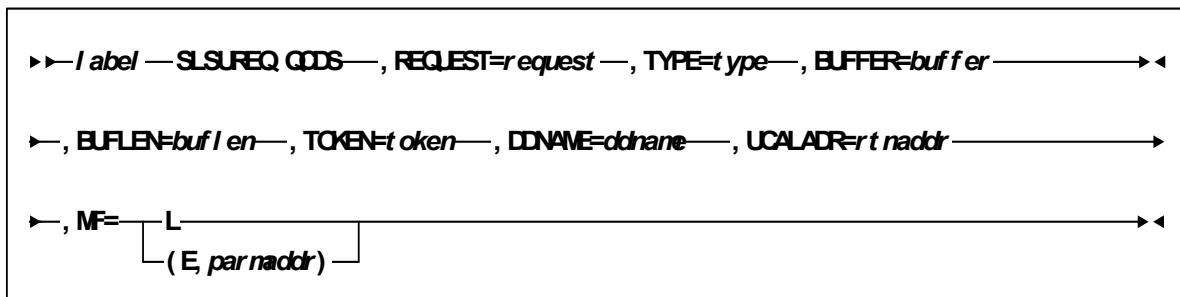 label SLSUREQ QCDS , REQUEST=request , TYPE=type , BUFFER=buffer
, BUFLEN=buflen , TOKEN=token , DDNAME=ddname , UCALADR=rtnaddr
, MF= L
(E, parmaddr)